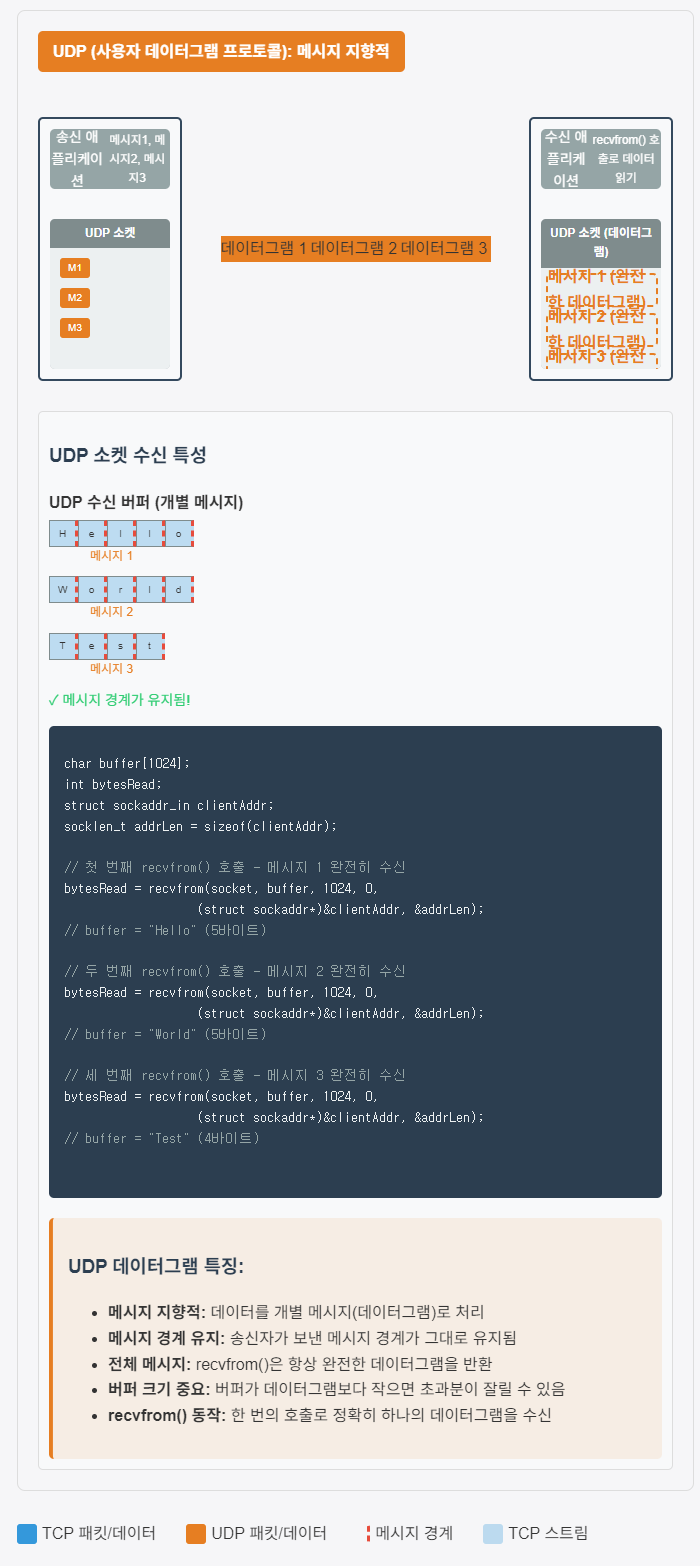 UDP (사용자 데이터그램 프로토콜): 메시지 지향적
송신 애
플리케이
션
메시지1, 메
시지2, 메시
지3
UDP 소켓
M1
M2
M3
데이터그램 1 데이터그램 2 데이터그램 3
수신 애
플리케
이션
recvfrom() 호
출로 데이터
읽기
UDP 소켓 (데이터그
램)
메시지 1 (완전
한 데이터그램)
메시지 2 (완전
한 데이터그램)
메시지 3 (완전
UDP 소켓 수신 특성
UDP 수신 버퍼 (개별 메시지)
H e l l o
메시지 1
W o r l d
메시지 2
T e s t
메시지 3
✓ 메시지 경계가 유지됨!
char buffer[1024];
int bytesRead;
struct sockaddr_in clientAddr;
socklen_t addrLen = sizeof(clientAddr);
// 첫 번째 recvfrom() 호출 - 메시지 1 완전히 수신
bytesRead = recvfrom(socket, buffer, 1024, 0,
(struct sockaddr*)&clientAddr, &addrLen);
// buffer = "Hello" (5바이트)
// 두 번째 recvfrom() 호출 - 메시지 2 완전히 수신
bytesRead = recvfrom(socket, buffer, 1024, 0,
(struct sockaddr*)&clientAddr, &addrLen);
// buffer = "World" (5바이트)
// 세 번째 recvfrom() 호출 - 메시지 3 완전히 수신
bytesRead = recvfrom(socket, buffer, 1024, 0,
(struct sockaddr*)&clientAddr, &addrLen);
// buffer = "Test" (4바이트)
UDP 데이터그램 특징:
• 메시지 지향적: 데이터를 개별 메시지(데이터그램)로 처리
• 메시지 경계 유지: 송신자가 보낸 메시지 경계가 그대로 유지됨
• 전체 메시지: recvfrom()은 항상 완전한 데이터그램을 반환
• 버퍼 크기 중요: 버퍼가 데이터그램보다 작으면 초과분이 잘릴 수 있음
• recvfrom() 동작: 한 번의 호출로 정확히 하나의 데이터그램을 수신
TCP 패킷/데이터 UDP 패킷/데이터 메시지 경계 TCP 스트림